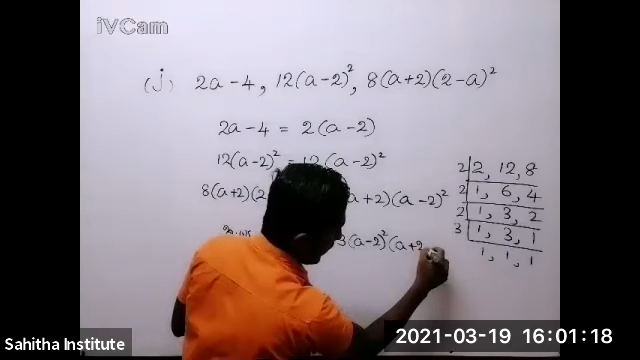 iVCam
(j) 2a-4, 12(a-2)², 8(a+2)(2-a)²
2a-4 = 2(a-2)
12(a-2)² = 12(a-2)²
8(a+2)(2 a+2)(a-2)²
3(a-2)²(a+2
2 2, 12, 8
2 1, 6, 4
2 1, 3, 2
3 1, 3, 1
1, 1, 1
Sahitha Institute
2021-03-19 16:01:18